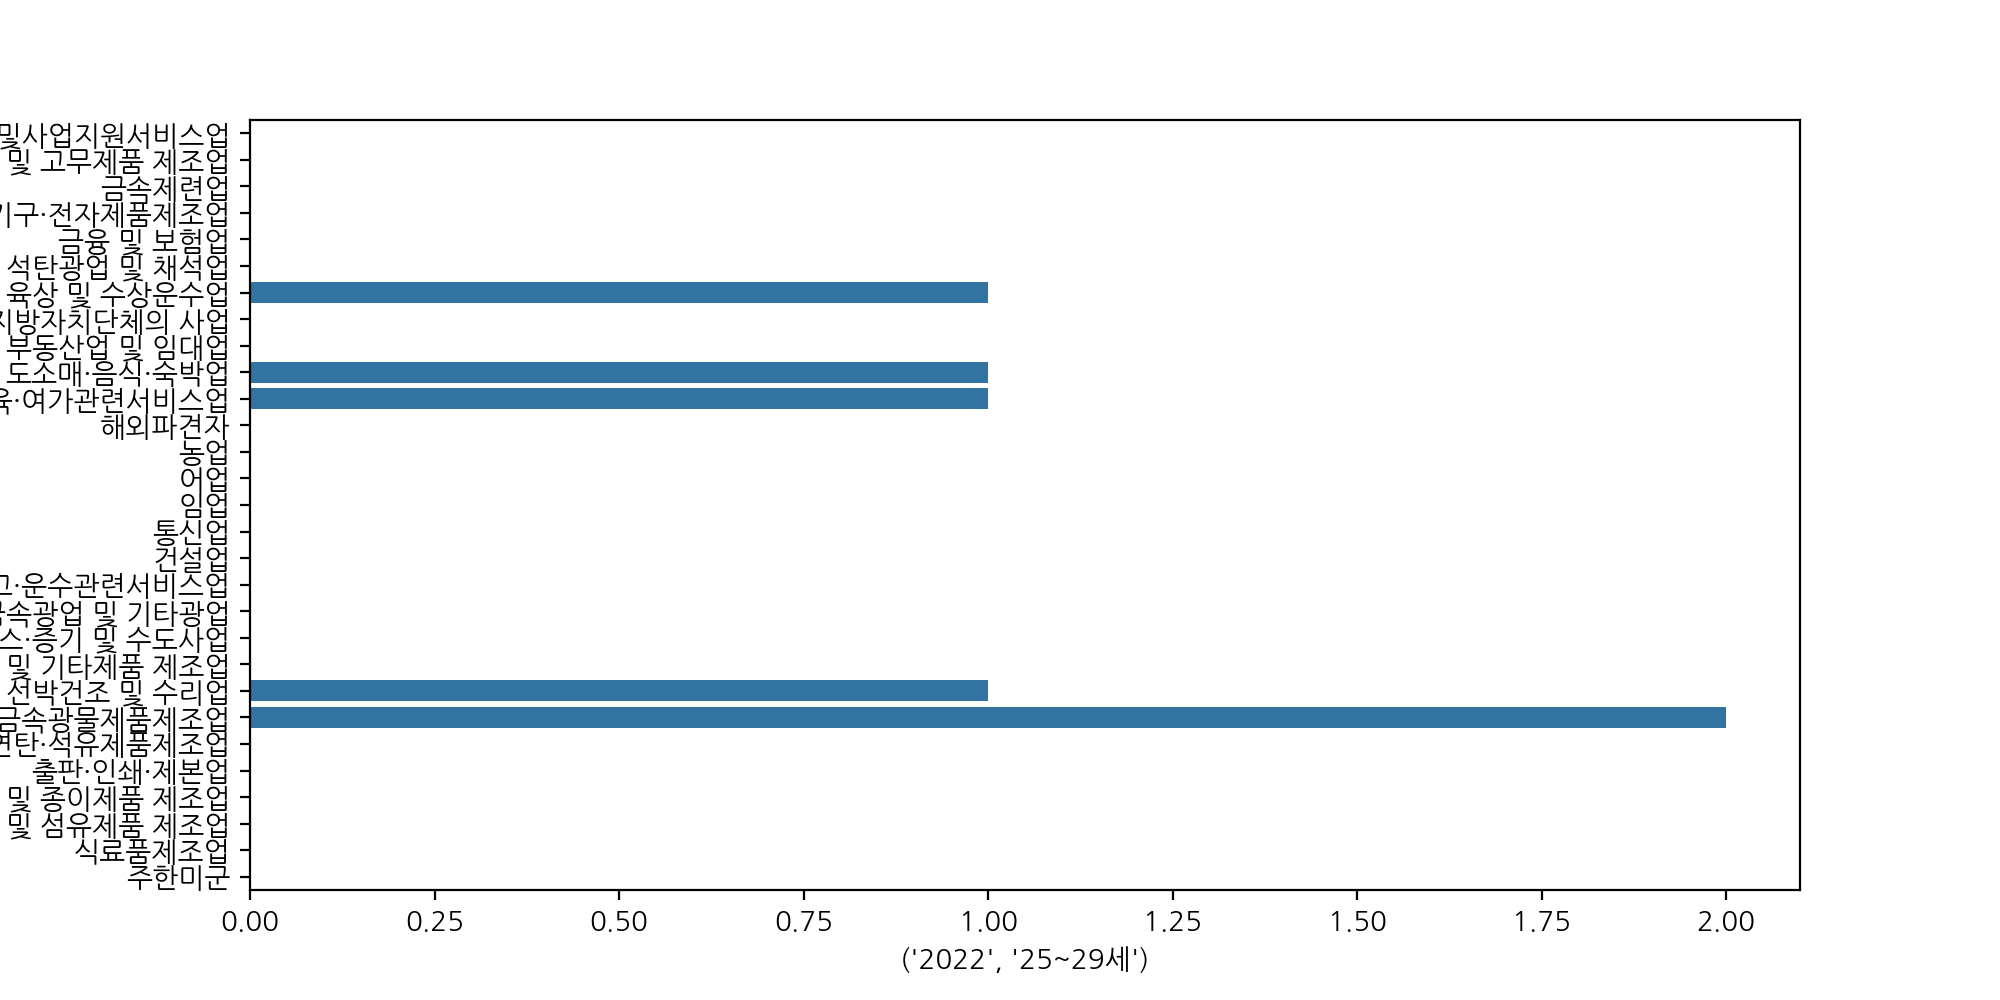 및사업지원서비스업
및 고무제품 제조업
금속제련업
기구·전자제품제조업
금융 및 보험업
석탄광업 및 채석업
육상 및 수상운수업
지방자치단체의 사업
부동산업 및 임대업
도소매·음식·숙박업
·여가관련서비스업
해외파견자
농업
어업
임업
통신업
건설업
·운수관련서비스업
금속광업 및 기타광업
스·증기 및 수도사업
및 기타제품 제조업
선박건조 및 수리업
금속광물제품제조업
연탄·석유제품제조업
출판·인쇄·제본업
및 종이제품 제조업
및 섬유제품 제조업
식료품제조업
주한미군
0.00 0.25 0.50 0.75 1.00 1.25 1.50 1.75 2.00
('2022', '25~29세')